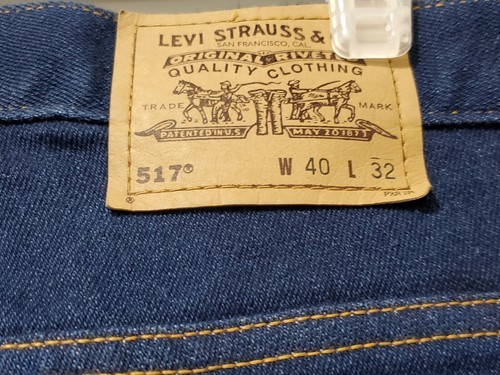 LEVI STRAUSS &
SAN FRANCISCO, CAL.
ORIGINAL RIVETED
QUALITY CLOTHING
TRADE MARK
PATENTED IN U.S. MAY 20 1873
517® W 40 L 32
®